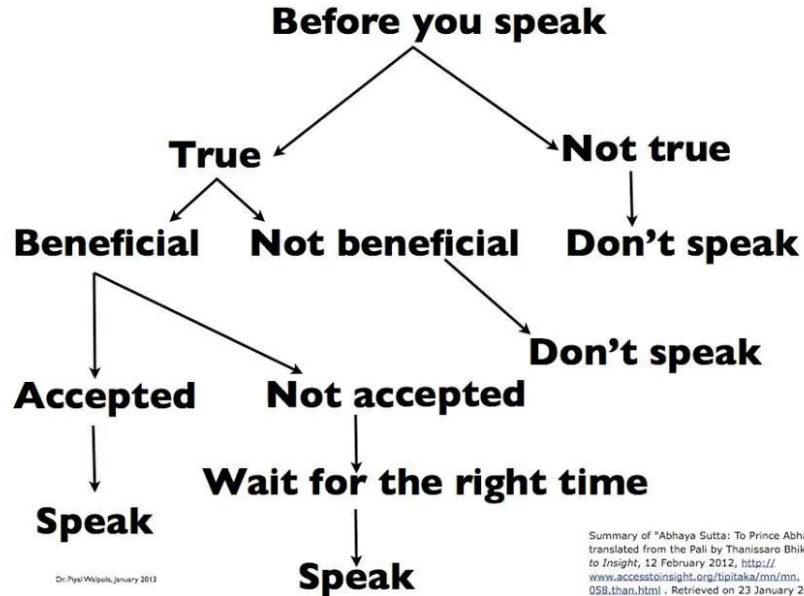 Before you speak
True
Not true
Beneficial
Not beneficial
Don't speak
Don't speak
Accepted
Not accepted
Wait for the right time
Speak
Speak
Dr. Piyal Walpola, January 2013
Summary of "Abhaya Sutta: To Prince Abha
translated from the Pali by Thanissaro Bhik
to Insight, 12 February 2012, http://
www.accesstoinsight.org/tipitaka/mn/mn.
058.than.html . Retrieved on 23 January 2